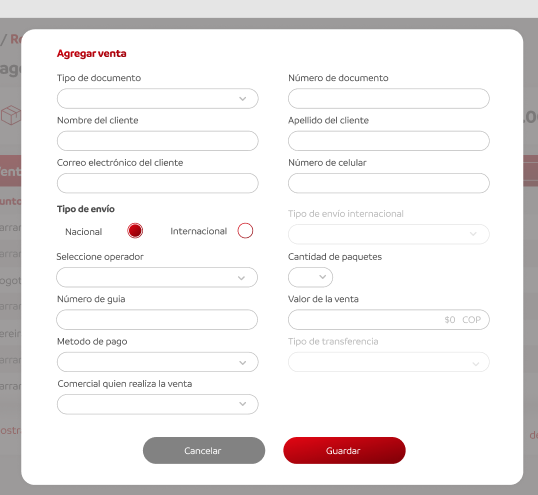 Agregar venta
Tipo de documento
Número de documento
Nombre del cliente
Apellido del cliente
Correo electrónico del cliente
Número de celular
Tipo de envío
Tipo de envío internacional
Nacional
Internacional
Seleccione operador
Cantidad de paquetes
Número de guía
Valor de la venta
$0 COP
Metodo de pago
Tipo de transferencia
Comercial quien realiza la venta
Cancelar
Guardar